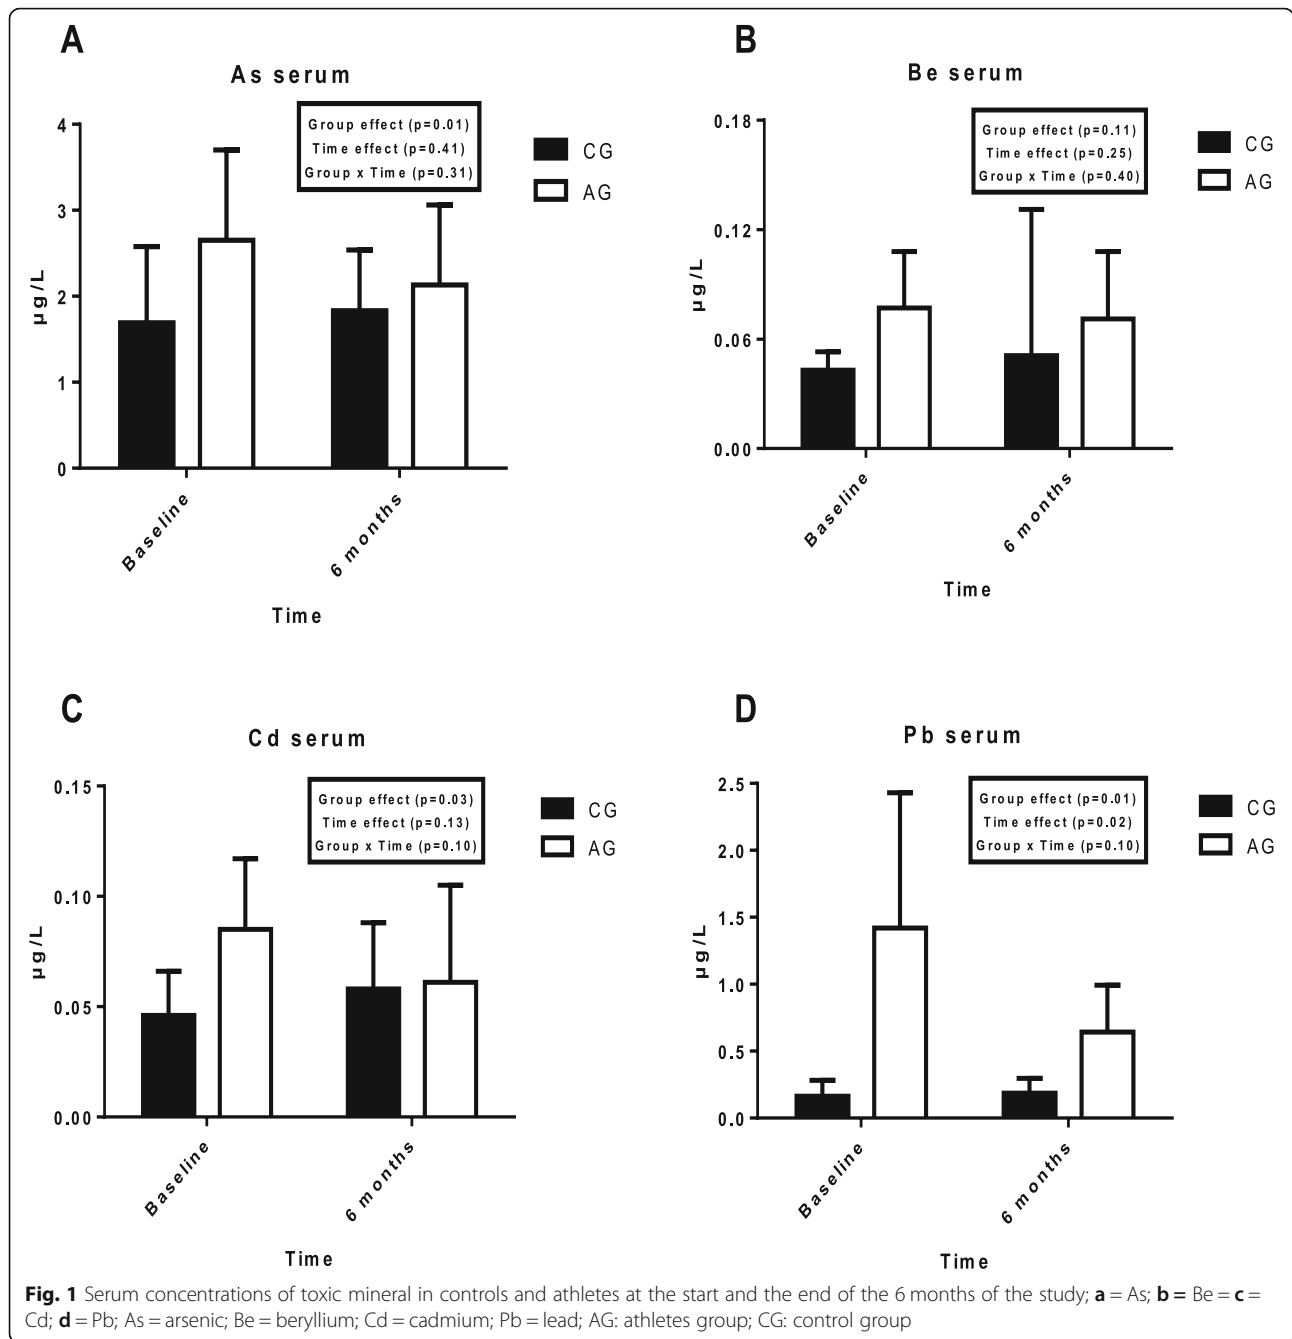 A
As serum
Group effect (p=0.01)
Time effect (p=0.41)
Group x Time (p=0.31)
CG
AG
4
3
2
1
0
µg/L
Baseline
6 months
Time
B
Be serum
Group effect (p=0.11)
Time effect (p=0.25)
Group x Time (p=0.40)
CG
AG
0.18
0.12
0.06
0.00
µg/L
Baseline
6 months
Time
C
Cd serum
Group effect (p=0.03)
Time effect (p=0.13)
Group x Time (p=0.10)
CG
AG
0.15
0.10
0.05
0.00
µg/L
Baseline
6 months
Time
D
Pb serum
Group effect (p=0.01)
Time effect (p=0.02)
Group x Time (p=0.10)
CG
AG
2.5
2.0
1.5
1.0
0.5
0.0
µg/L
Baseline
6 months
Time
Fig. 1 Serum concentrations of toxic mineral in controls and athletes at the start and the end of the 6 months of the study; a = As; b = Be = c =
Cd; d = Pb; As = arsenic; Be = beryllium; Cd = cadmium; Pb = lead; AG: athletes group; CG: control group